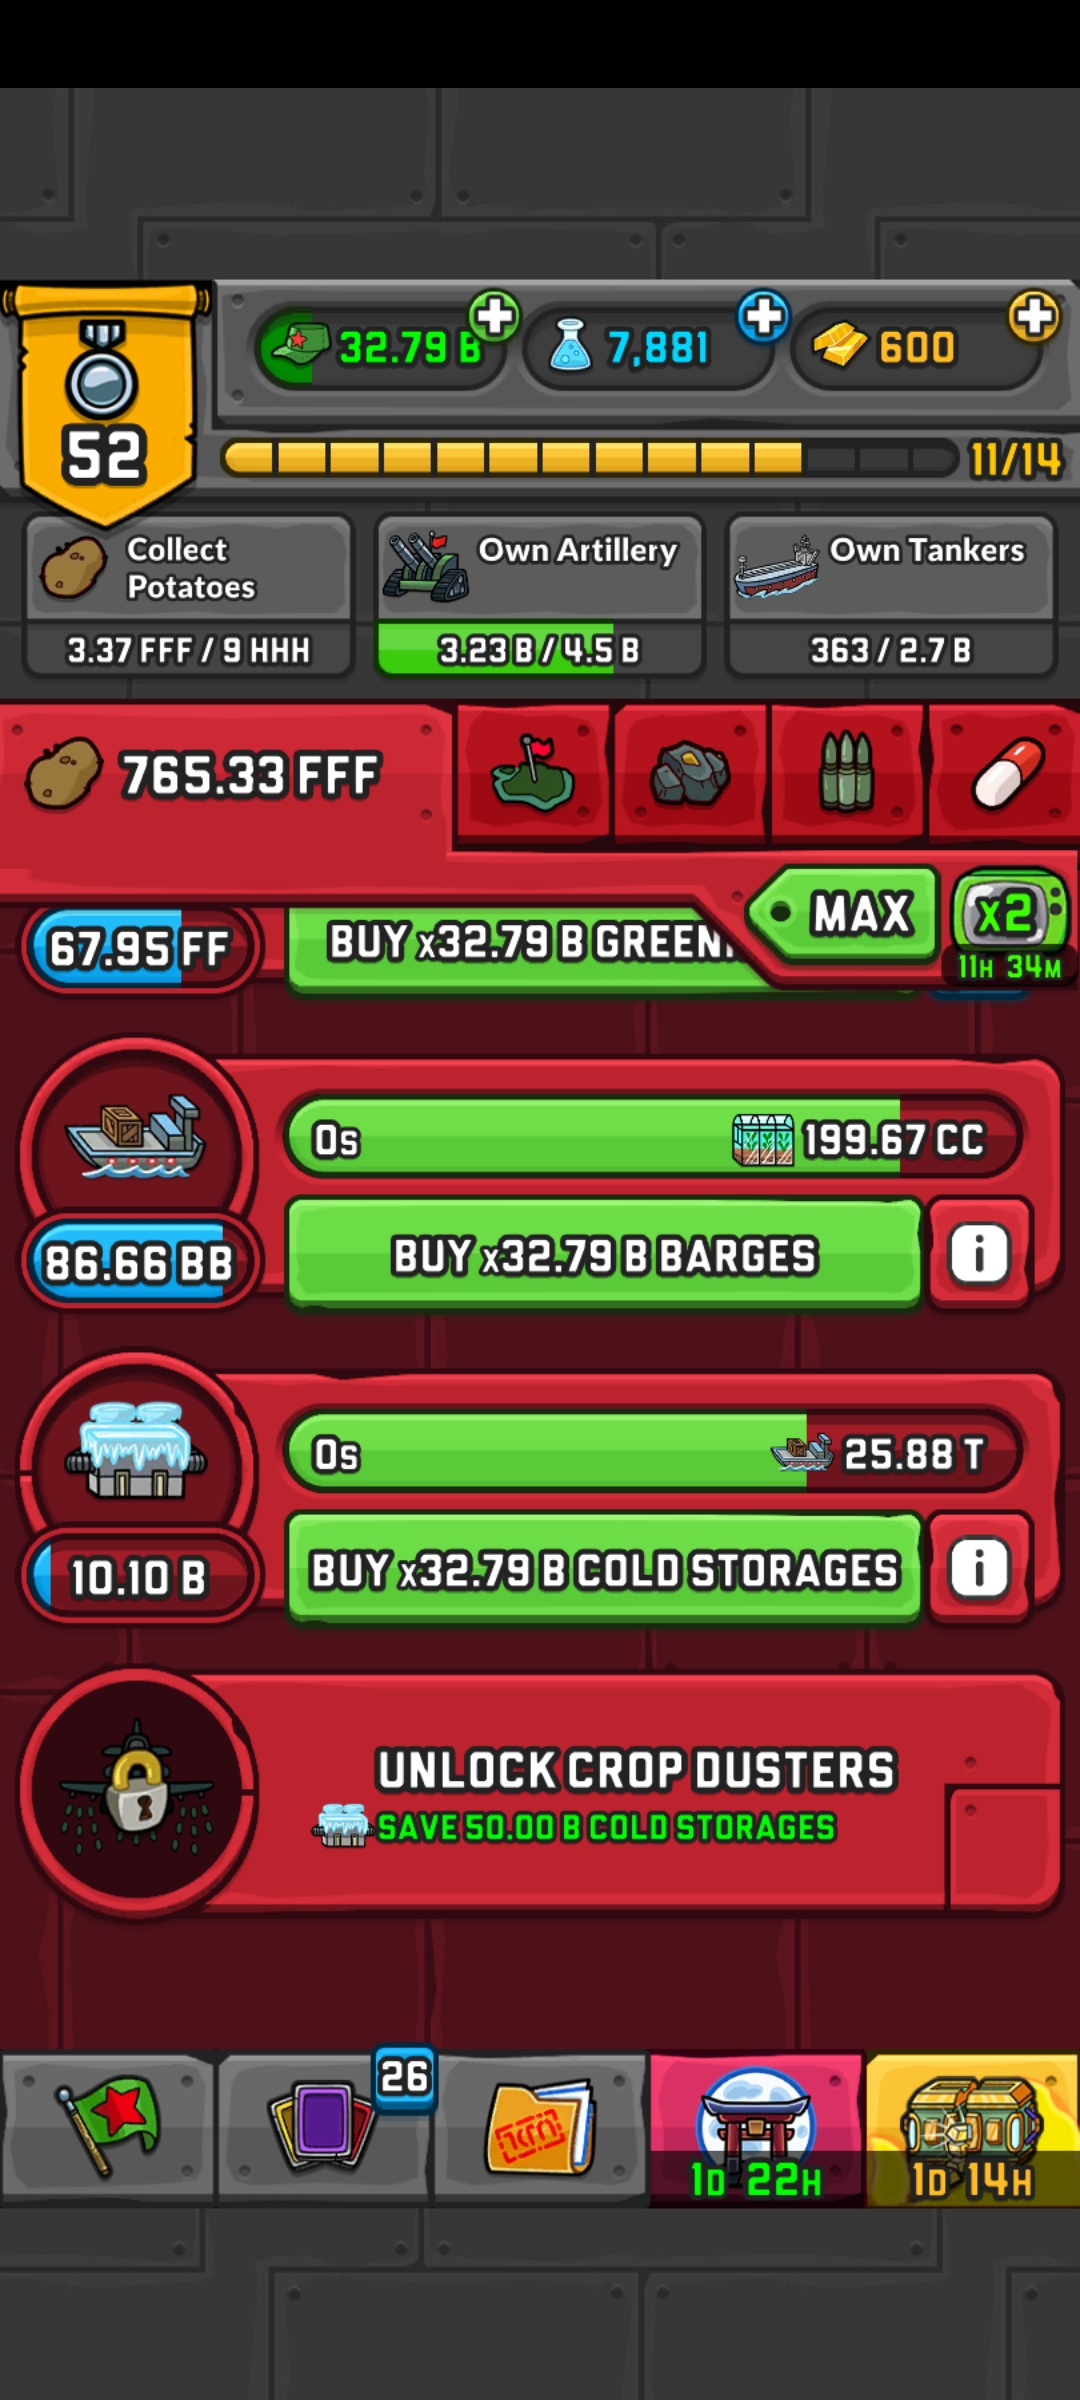 32.79 B
7,881
600
52
11/14
Collect
Potatoes
3.37 FFF / 9 HHH
Own Artillery
3.23 B / 4.5 B
Own Tankers
363 / 2.7 B
765.33 FFF
MAX
x2
11H 34M
67.95 FF
BUY x32.79 B GREEN
0s
199.67 CC
86.66 BB
BUY x32.79 B BARGES
i
0s
25.88 T
10.10 B
BUY x32.79 B COLD STORAGES
i
UNLOCK CROP DUSTERS
SAVE 50.00 B COLD STORAGES
26
1D 22H
1D 14H